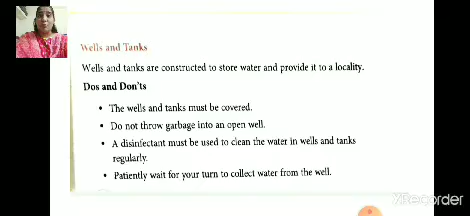 Wells and Tanks
Wells and tanks are constructed to store water and provide it to a locality.
Dos and Don'ts
• The wells and tanks must be covered.
• Do not throw garbage into an open well.
• A disinfectant must be used to clean the water in wells and tanks
regularly.
• Patiently wait for your turn to collect water from the well.
XRecorder